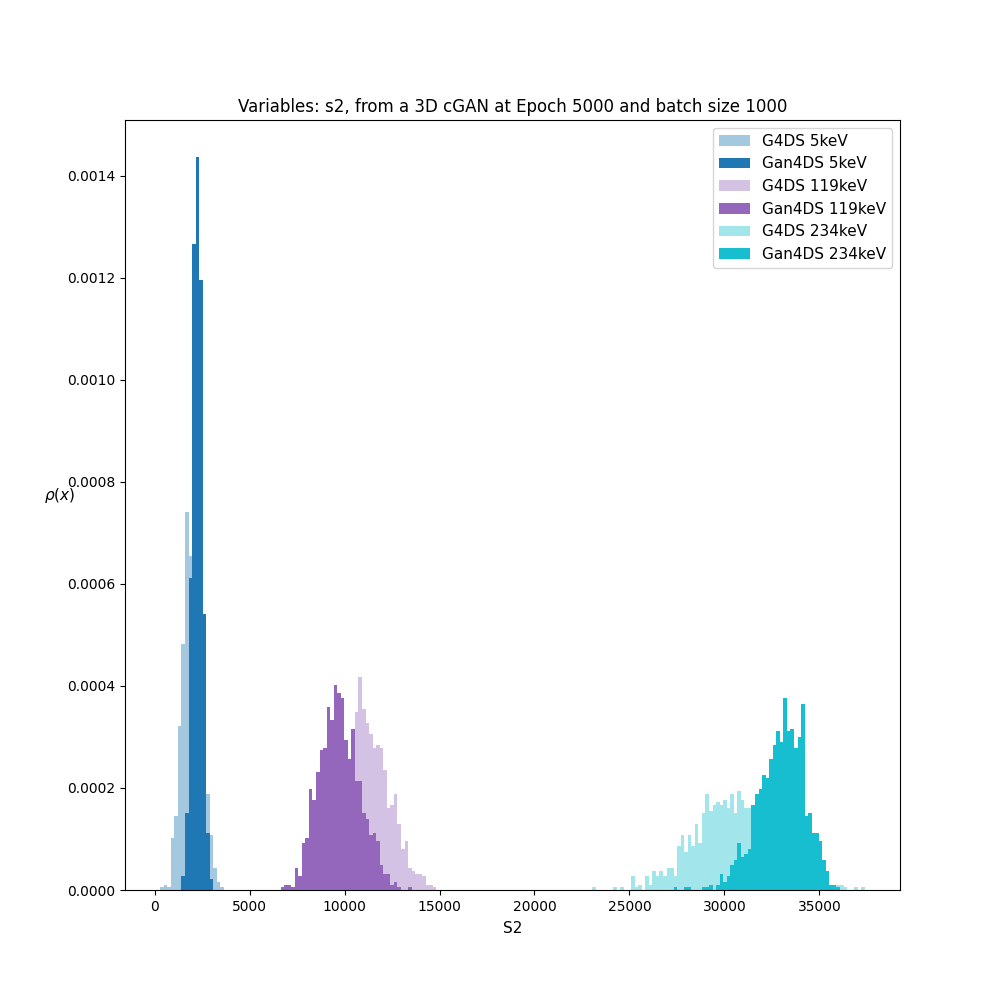 Variables: s2, from a 3D cGAN at Epoch 5000 and batch size 1000
G4DS 5keV
Gan4DS 5keV
G4DS 119keV
Gan4DS 119keV
G4DS 234keV
Gan4DS 234keV
0.0014
0.0012
0.0010
0.0008
ρ(x)
0.0006
0.0004
0.0002
0.0000
0 5000 10000 15000 20000 25000 30000 35000
S2